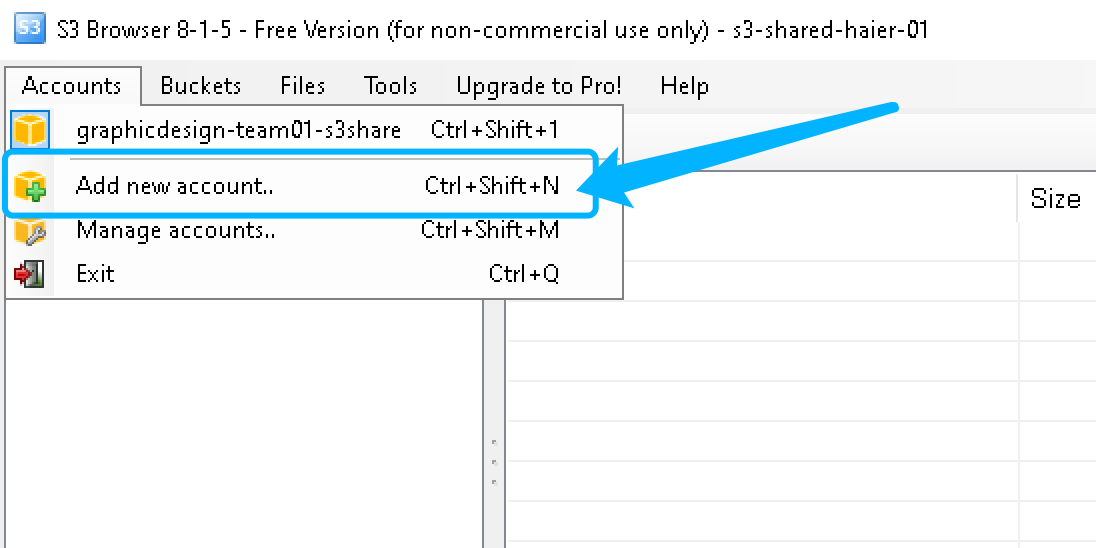 S3 S3 Browser 8-1-5 - Free Version (for non-commercial use only) - s3-shared-haier-01
Accounts Buckets Files Tools Upgrade to Pro! Help
graphicdesign-team01-s3share Ctrl+Shift+1
Add new account.. Ctrl+Shift+N
Size
Manage accounts.. Ctrl+Shift+M
Exit Ctrl+Q